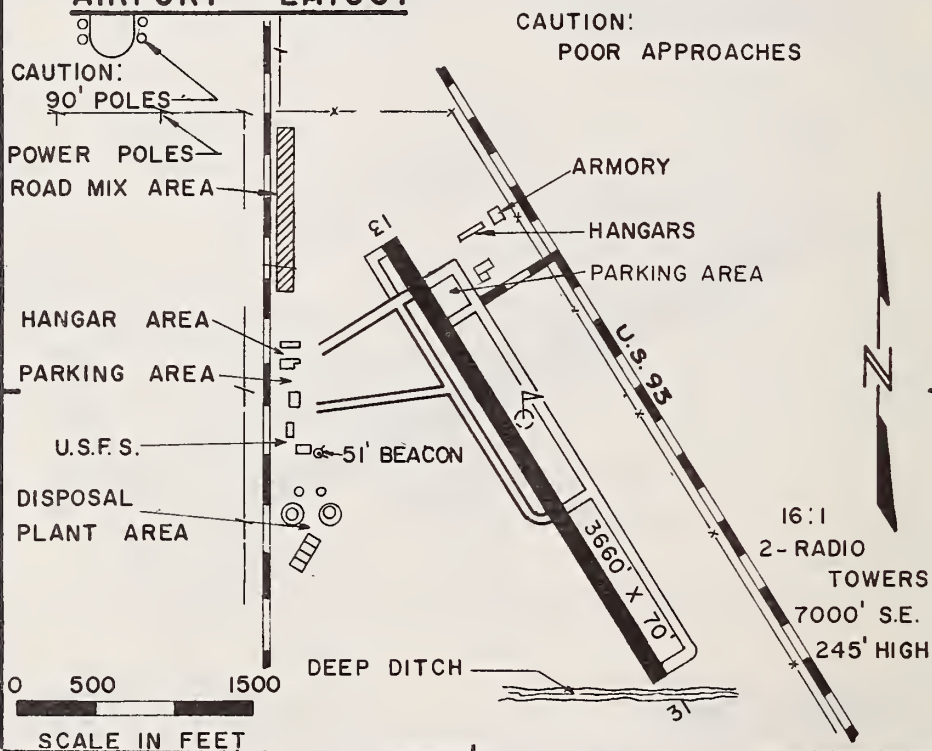 AIRPORT LAYOUT
CAUTION:
POOR APPROACHES
CAUTION:
90' POLES
POWER POLES
ROAD MIX AREA
ARMORY
HANGARS
PARKING AREA
13
HANGAR AREA
PARKING AREA
U.S. 93
N
U.S.F.S.
51' BEACON
DISPOSAL
PLANT AREA
3660' X 70'
16:1
2-RADIO
TOWERS
7000' S.E.
245' HIGH
DEEP DITCH
31
0 500 1500
SCALE IN FEET